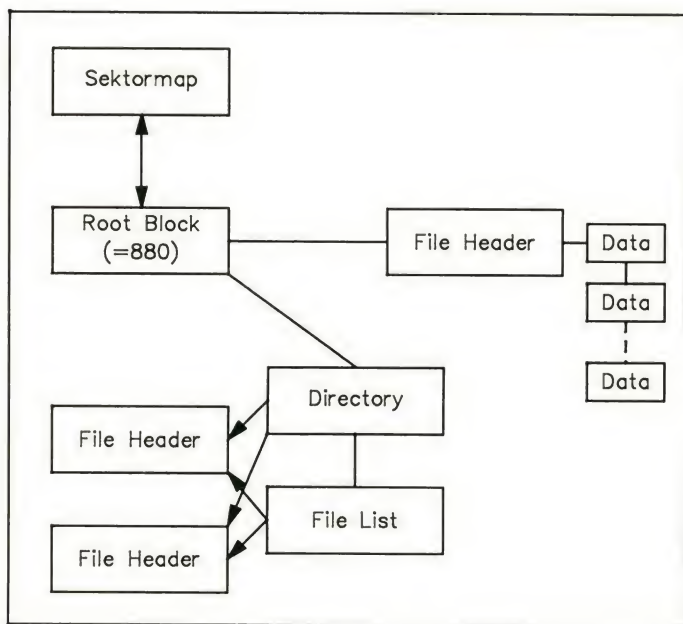 Sektormap
Root Block
(=880)
File Header
Data
Data
Data
Directory
File Header
File List
File Header